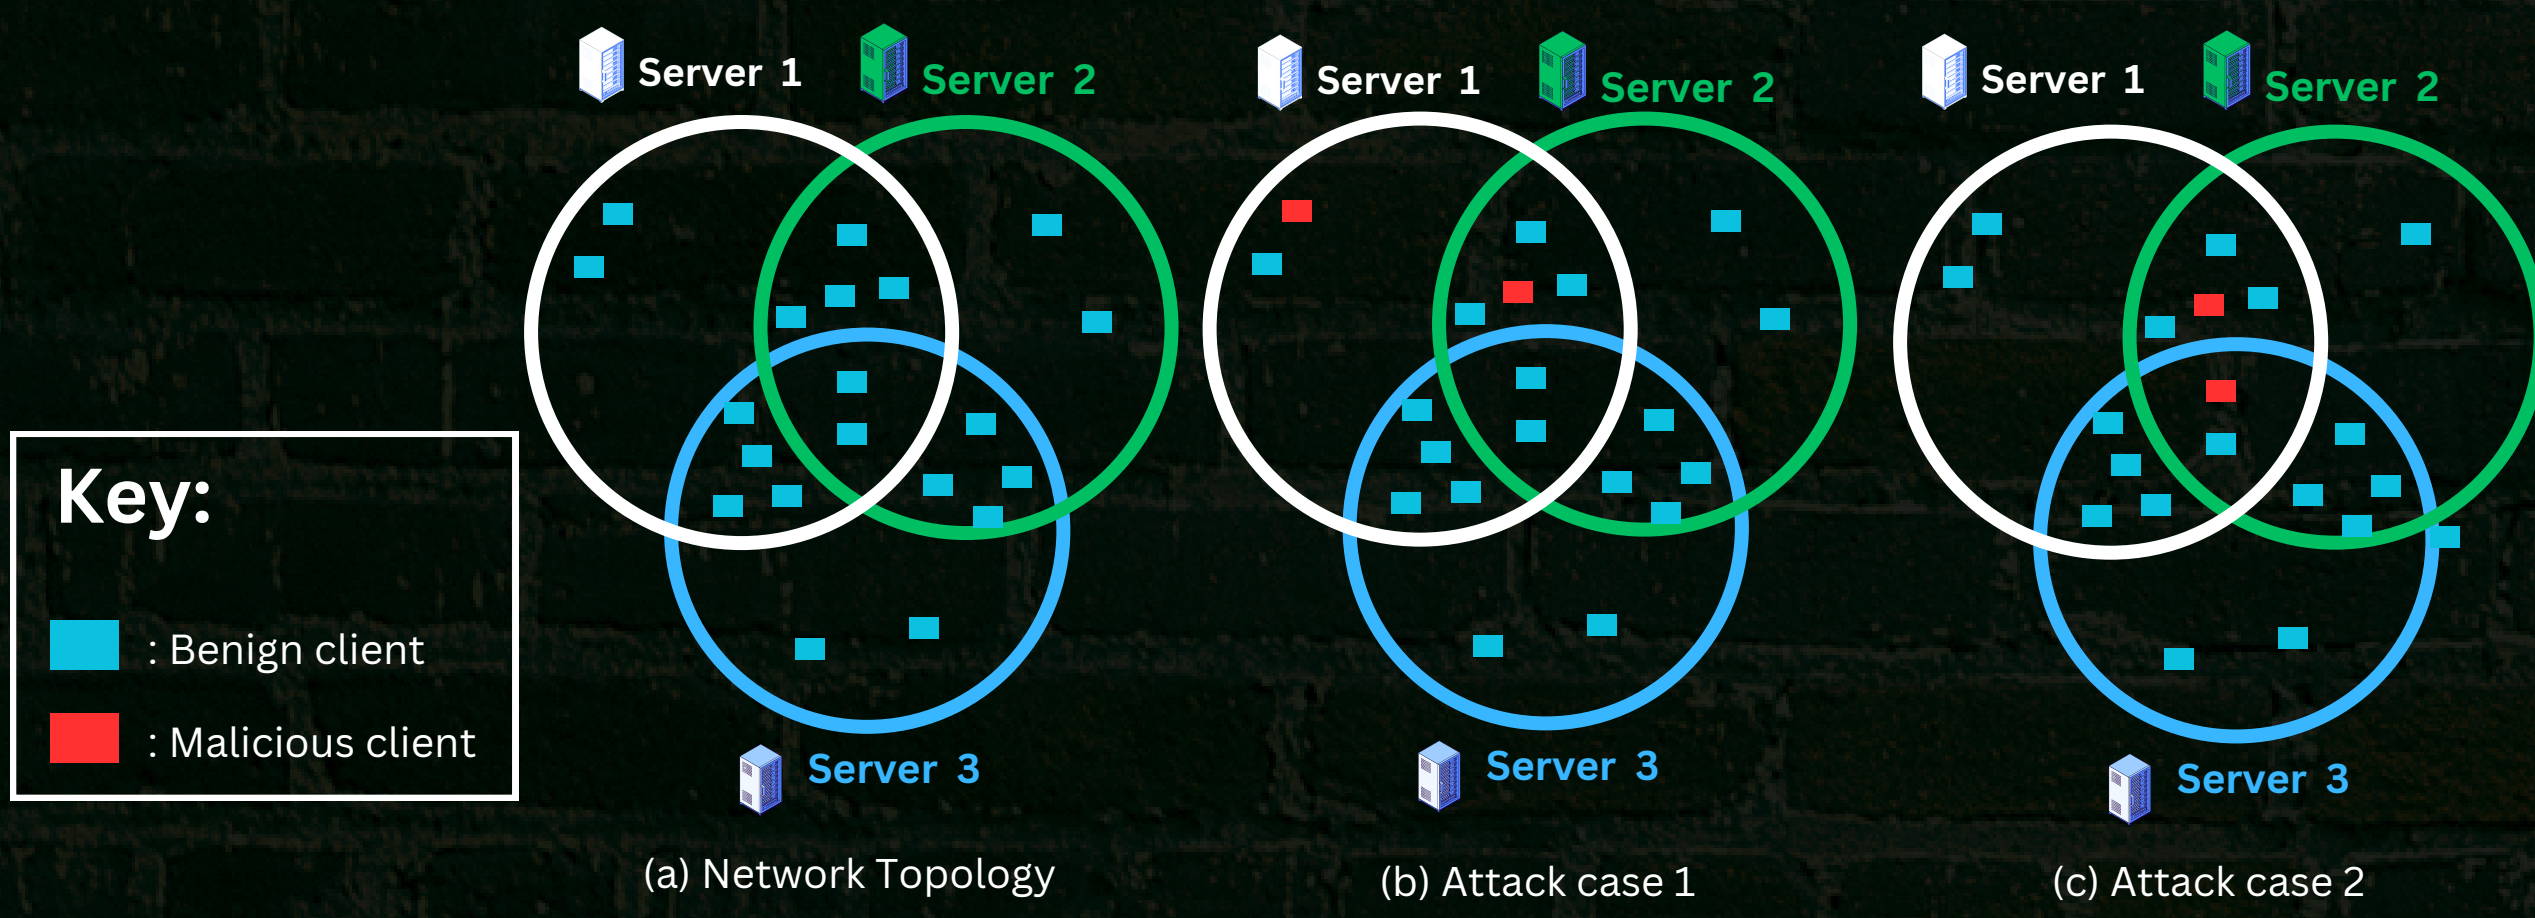 Server 1
Server 2
Server 1
Server 2
Server 1
Server 2
Key:
: Benign client
: Malicious client
Server 3
Server 3
Server 3
(a) Network Topology
(b) Attack case 1
(c) Attack case 2